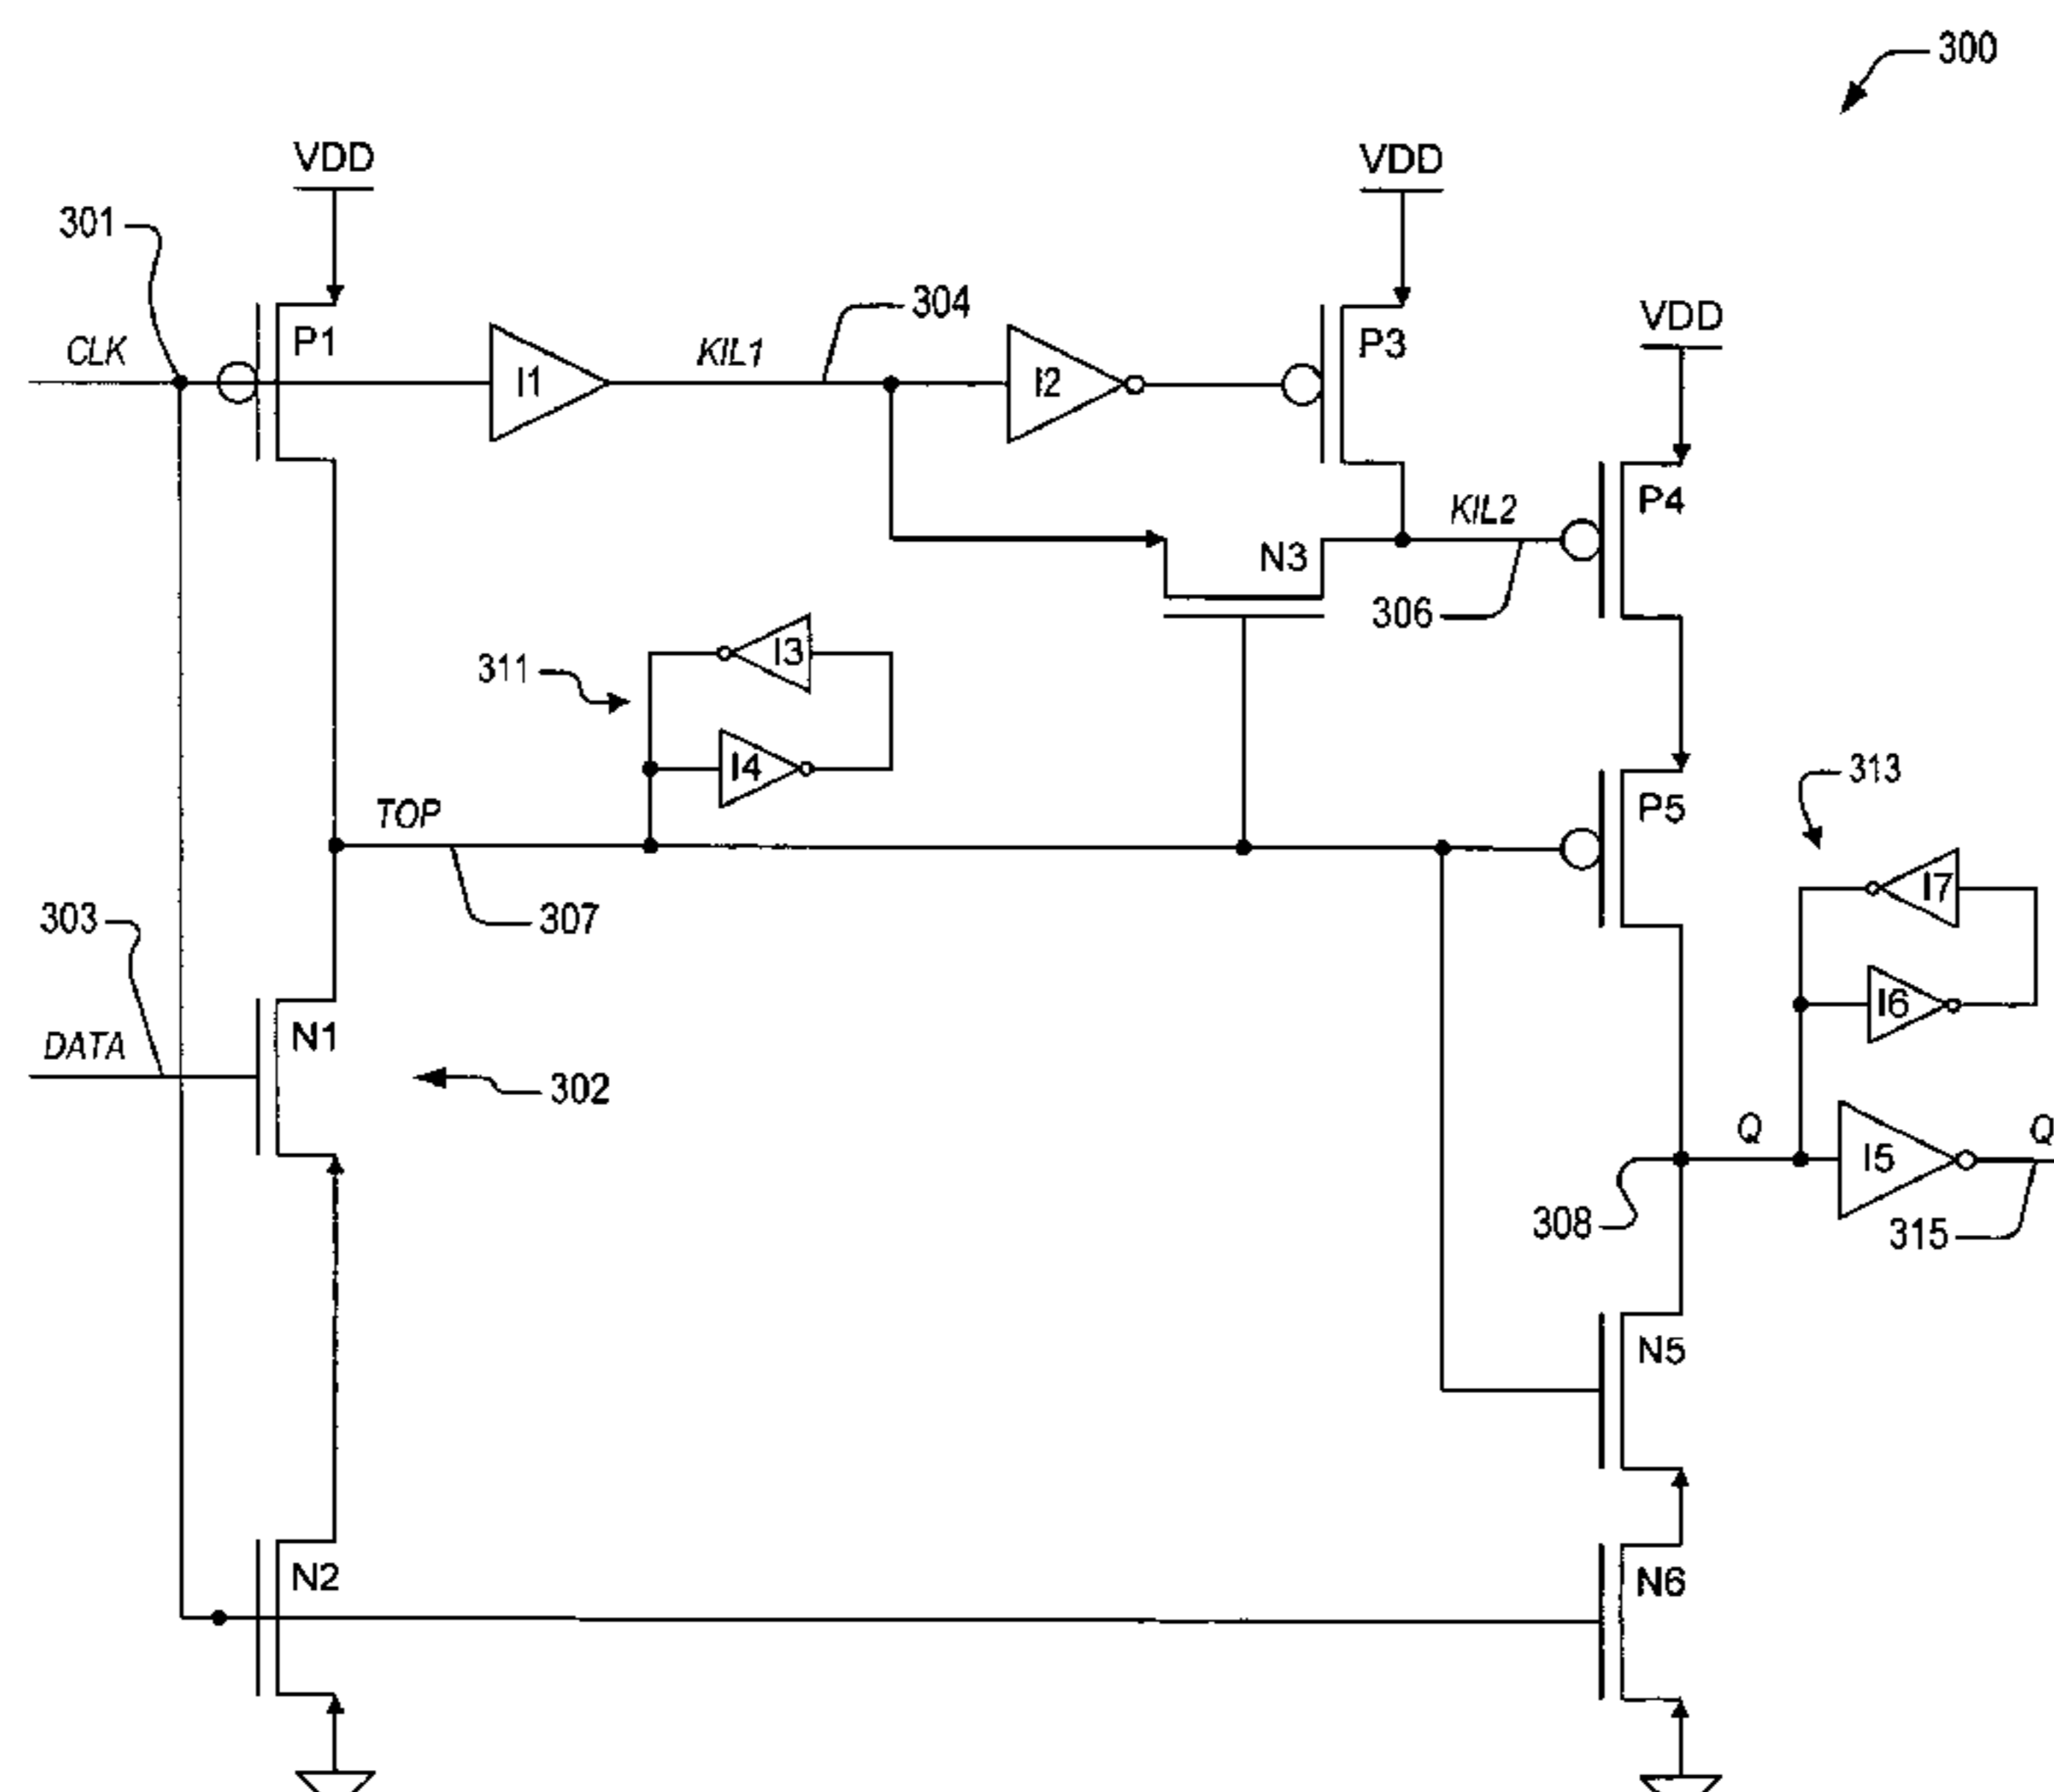 300
VDD
VDD
301
304
VDD
CLK
P1
I1
KIL1
I2
P3
KIL2
P4
N3
306
311
I3
I4
313
TOP
P5
I7
303
307
I6
DATA
N1
302
Q
Q
I5
308
315
N5
N2
N6